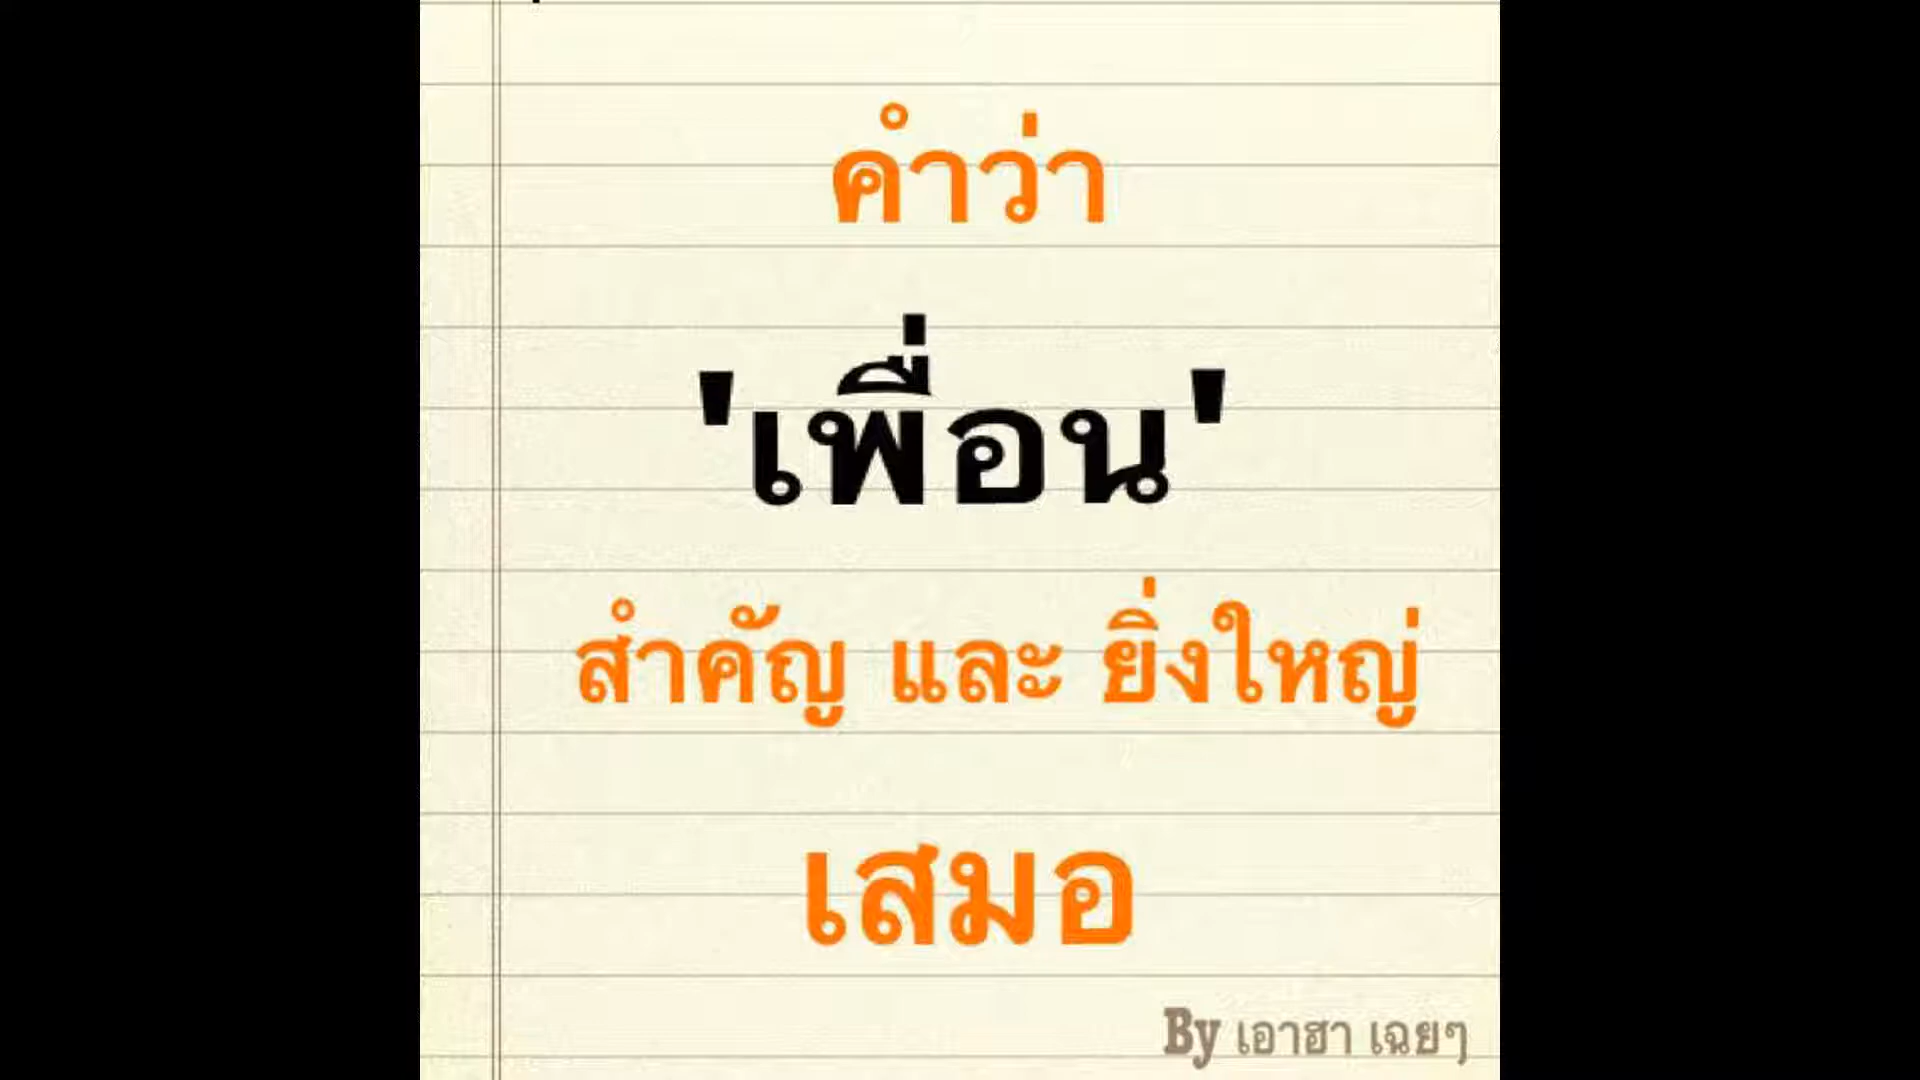 คำว่า
'เพื่อน'
สำคัญ และ ยิ่งใหญ่
เสมอ
By เอาฮา เฉยๆ